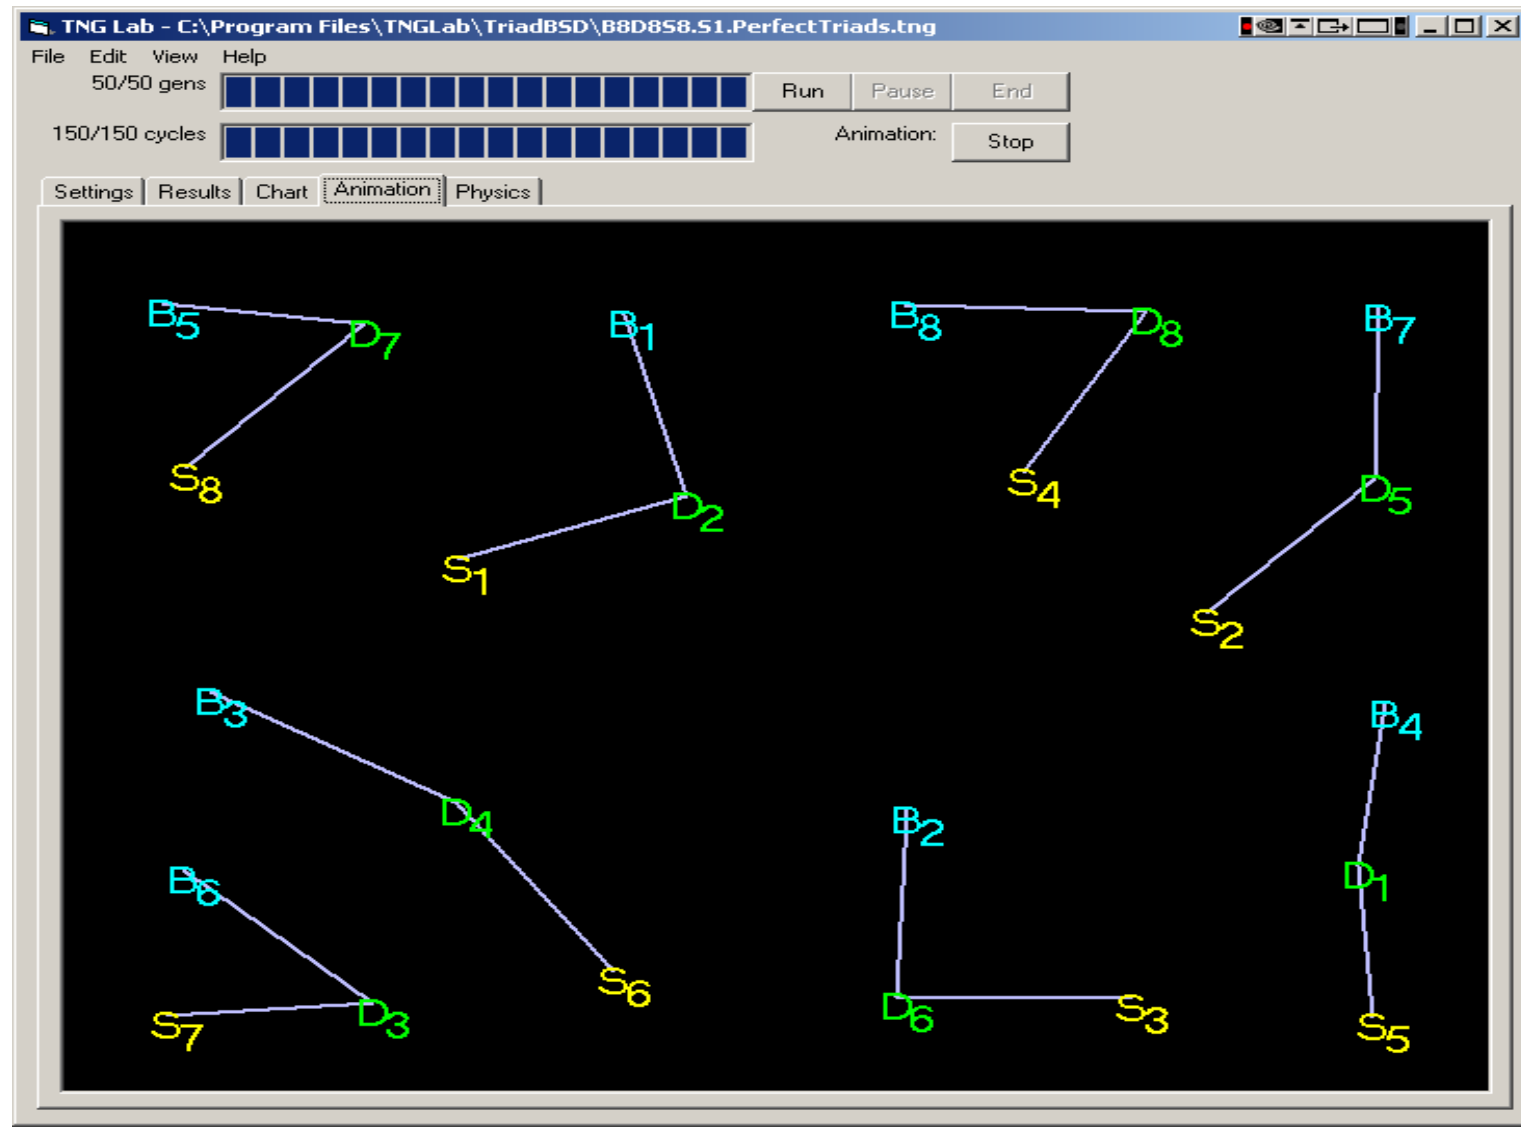 TNG Lab - C:\Program Files\TNGLab\TriadBSD\B8D8S8.S1.PerfectTriads.tng
File Edit View Help
50/50 gens Run Pause End
150/150 cycles Animation: Stop
Settings Results Chart Animation Physics
B5 D7 B1 B8 D8 B7
S8 D2 S4 D5
S1 S2
B3 B4
D4 B2
B6 D1
S6
S7 D3 D6 S3 S5